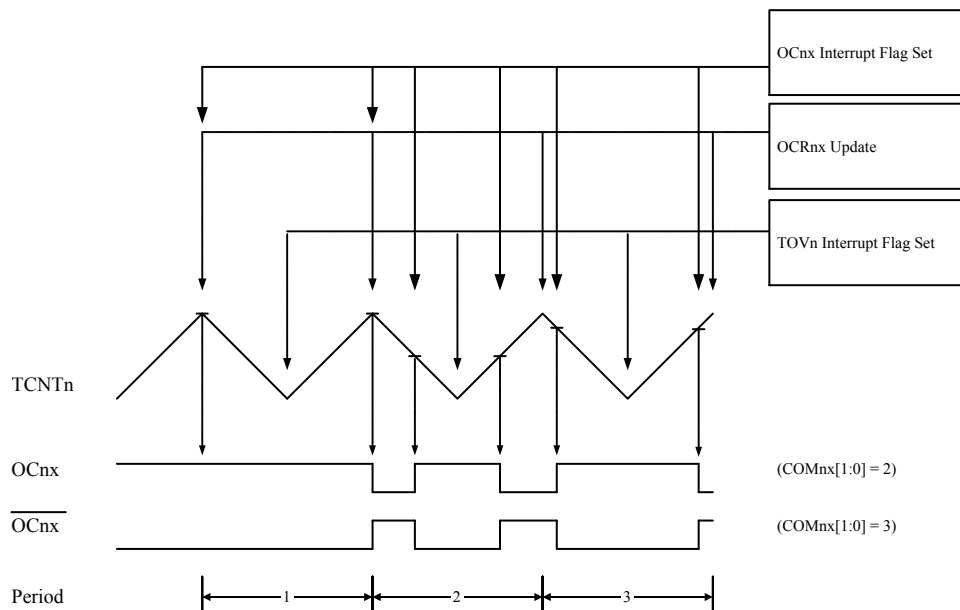 OCnx Interrupt Flag Set
OCRnx Update
TOVn Interrupt Flag Set
TCNTn
OCnx (COMnx[1:0] = 2)
OCnx (COMnx[1:0] = 3)
Period 1 2 3